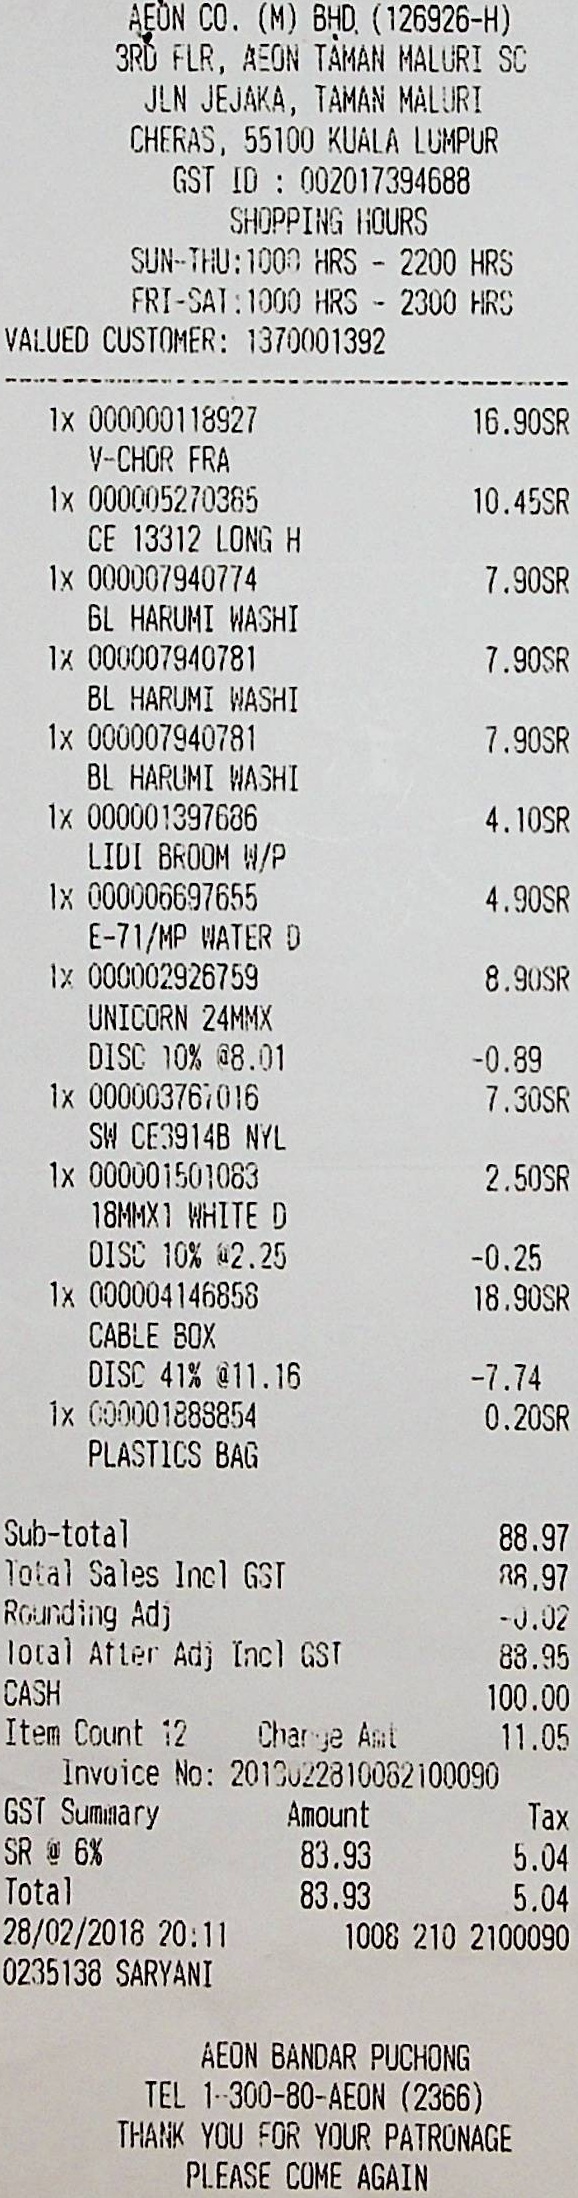 AEON CO. (M) BHD. (126926-H)
3RD FLR, AEON TAMAN MALURI SC
JLN JEJAKA, TAMAN MALURI
CHERAS, 55100 KUALA LUMPUR
GST ID : 002017394688
SHOPPING HOURS
SUN-THU:1000 HRS - 2200 HRS
FRI-SAT:1000 HRS - 2300 HRS
VALUED CUSTOMER: 1370001392
1x 000000118927 16.90SR
V-CHOR FRA
1x 000005270365 10.45SR
CE 13312 LONG H
1x 000007940774 7.90SR
BL HARUMI WASHI
1x 000007940781 7.90SR
BL HARUMI WASHI
1x 000007940781 7.90SR
BL HARUMI WASHI
1x 000001397686 4.10SR
LIDI BROOM W/P
1x 000006697655 4.90SR
E-71/MP WATER D
1x 000002926759 8.90SR
UNICORN 24MMX
DISC 10% @8.01 -0.89
1x 000003767016 7.30SR
SW CE3914B NYL
1x 000001501063 2.50SR
18MMX1 WHITE D
DISC 10% @2.25 -0.25
1x 000004146858 18.90SR
CABLE BOX
DISC 41% @11.16 -7.74
1x 000001888854 0.20SR
PLASTICS BAG
Sub-total 88.97
Total Sales Incl GST 88.97
Rounding Adj -0.02
Total After Adj Incl GST 88.95
CASH 100.00
Item Count 12 Change Amt 11.05
Invoice No: 2018022810082100090
GST Summary Amount Tax
SR @ 6% 83.93 5.04
Total 83.93 5.04
28/02/2018 20:11 1008 210 2100090
0235138 SARYANI
AEON BANDAR PUCHONG
TEL 1-300-80-AEON (2366)
THANK YOU FOR YOUR PATRONAGE
PLEASE COME AGAIN